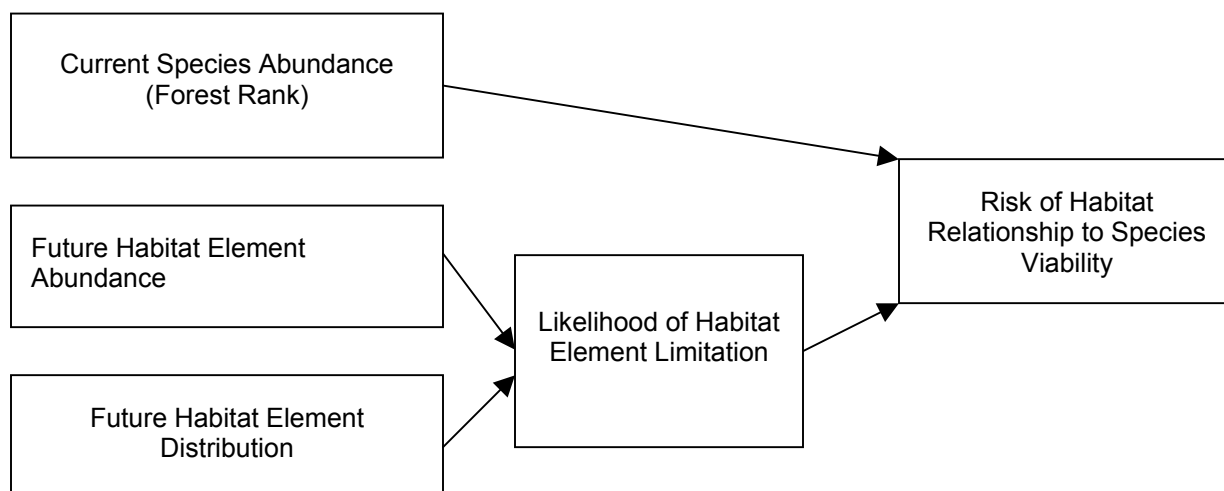 Current Species Abundance
(Forest Rank)
Future Habitat Element
Abundance
Future Habitat Element
Distribution
Likelihood of Habitat
Element Limitation
Risk of Habitat
Relationship to Species
Viability